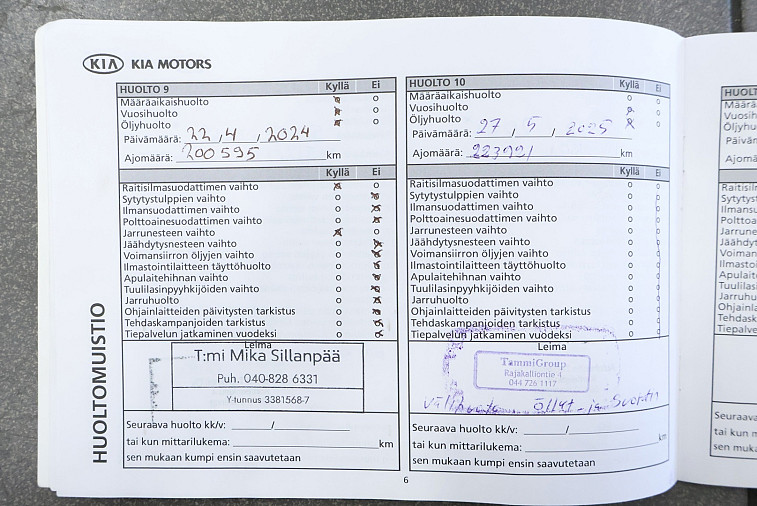 KIA KIA MOTORS
HUOLTOMUISTIO
HUOLTO 9 Kyllä Ei
Määräaikaishuolto o
Vuosihuolto o
Öljyhuolto o
Päivämäärä: 22,4,2024
Ajomäärä: 200595 km
Kyllä Ei
Raitisilmasuodattimen vaihto o
Sytytystulppien vaihto o
Ilmansuodattimen vaihto o
Polttoainesuodattimen vaihto o
Jarrunesteen vaihto o
Jäähdytysnesteen vaihto o
Voimansiirron öljyjen vaihto o
Ilmastointilaitteen täyttöhuolto o
Apulaitehihnan vaihto o
Tuulilasinpyyhkijöiden vaihto o
Jarruhuolto o
Ohjainlaitteiden päivitysten tarkistus o
Tehdaskampanjoiden tarkistus o
Tiepalvelun jatkaminen vuodeksi o
Leima
T:mi Mika Sillanpää
Puh. 040-828 6331
Y-tunnus 3381568-7
Seuraava huolto kk/v: /
tai kun mittarilukema: km
sen mukaan kumpi ensin saavutetaan
HUOLTO 10 Kyllä Ei
Määräaikaishuolto o o
Vuosihuolto o
Öljyhuolto o
Päivämäärä: 27, 5, 2025
Ajomäärä: km
Kyllä Ei
Raitisilmasuodattimen vaihto o o
Sytytystulppien vaihto o o
Ilmansuodattimen vaihto o o
Polttoainesuodattimen vaihto o o
Jarrunesteen vaihto o o
Jäähdytysnesteen vaihto o o
Voimansiirron öljyjen vaihto o o
Ilmastointilaitteen täyttöhuolto o o
Apulaitehihnan vaihto o o
Tuulilasinpyyhkijöiden vaihto o o
Jarruhuolto o o
Ohjainlaitteiden päivitysten tarkistus o o
Tehdaskampanjoiden tarkistus o o
Tiepalvelun jatkaminen vuodeksi o o
Leima
TammiGroup
Rajakalliontie 4
044 726 1117
Seuraava huolto kk/v: /
tai kun mittarilukema: km
sen mukaan kumpi ensin saavutetaan
6